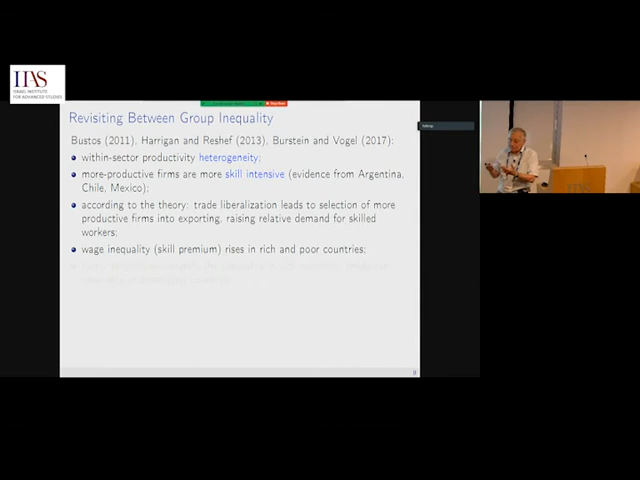 IIAS
ISRAEL INSTITUTE
FOR ADVANCED STUDIES
Revisiting Between Group Inequality
Bustos (2011), Harrigan and Reshef (2013), Burstein and Vogel (2017):
within-sector productivity heterogeneity;
more-productive firms are more skill intensive (evidence from Argentina,
Chile, Mexico);
according to the theory: trade liberalization leads to selection of more
productive firms into exporting, raising relative demand for skilled
workers;
wage inequality (skill premium) rises in rich and poor countries;